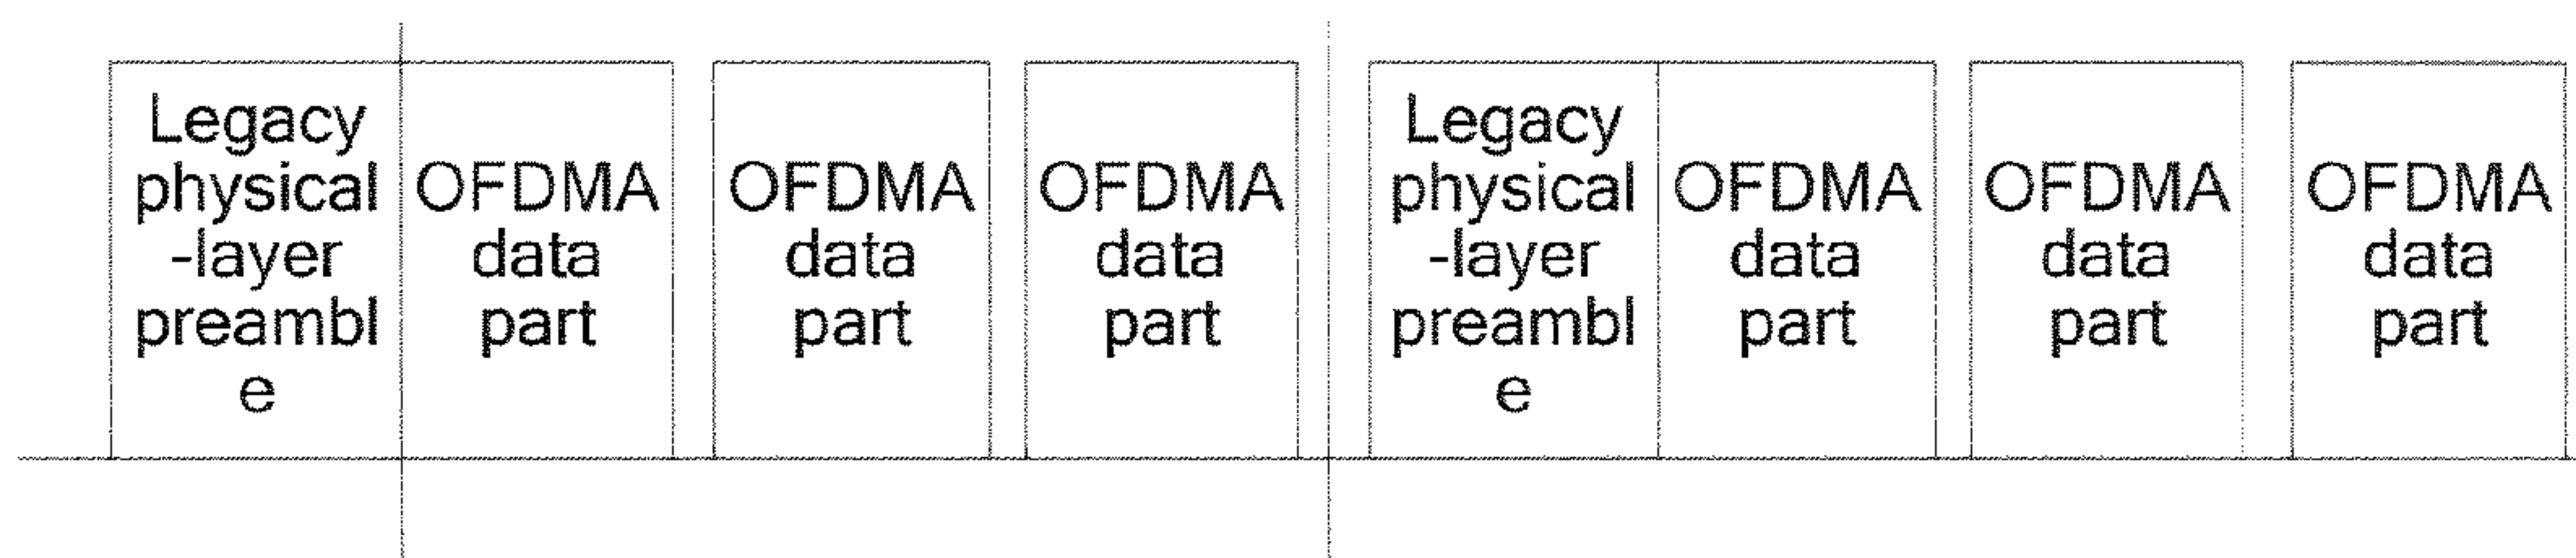 Legacy
physical
-layer
preambl
e
OFDMA
data
part
OFDMA
data
part
OFDMA
data
part
Legacy
physical
-layer
preambl
e
OFDMA
data
part
OFDMA
data
part
OFDMA
data
part